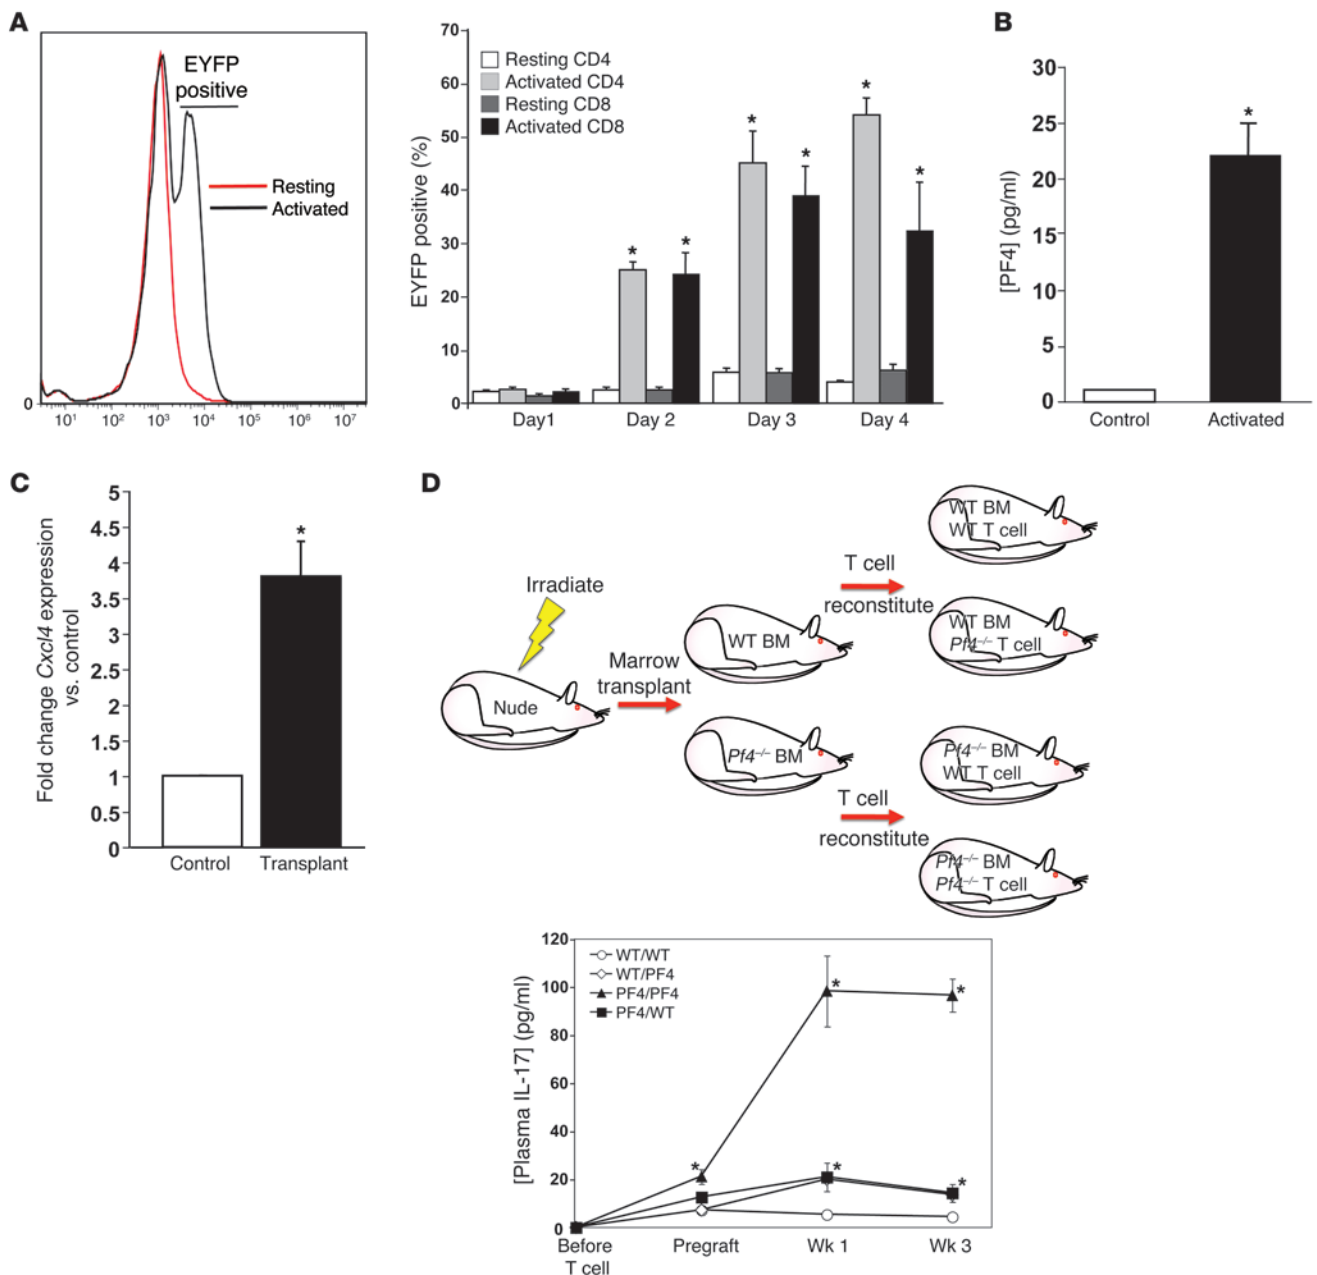 A
EYFP
positive
Resting
Activated
0
10¹ 10² 10³ 10⁴ 10⁵ 10⁶ 10⁷
EYFP positive (%)
70
60
50
40
30
20
10
0
Resting CD4
Activated CD4
Resting CD8
Activated CD8
* * * * * *
Day1 Day 2 Day 3 Day 4
B
[PF4] (pg/ml)
30
25
20
15
10
5
0
*
Control Activated
C
Fold change Cxcl4 expression
vs. control
5
4.5
4
3.5
3
2.5
2
1.5
1
0.5
0
*
Control Transplant
D
Irradiate
Nude
Marrow
transplant
WT BM
Pf4⁻/⁻ BM
T cell
reconstitute
T cell
reconstitute
WT BM
WT T cell
WT BM
Pf4⁻/⁻ T cell
Pf4⁻/⁻ BM
WT T cell
Pf4⁻/⁻ BM
Pf4⁻/⁻ T cell
[Plasma IL-17] (pg/ml)
120
100
80
60
40
20
0
WT/WT
WT/PF4
PF4/PF4
PF4/WT
* * * * *
Before
T cell
Pregraft
Wk 1
Wk 3